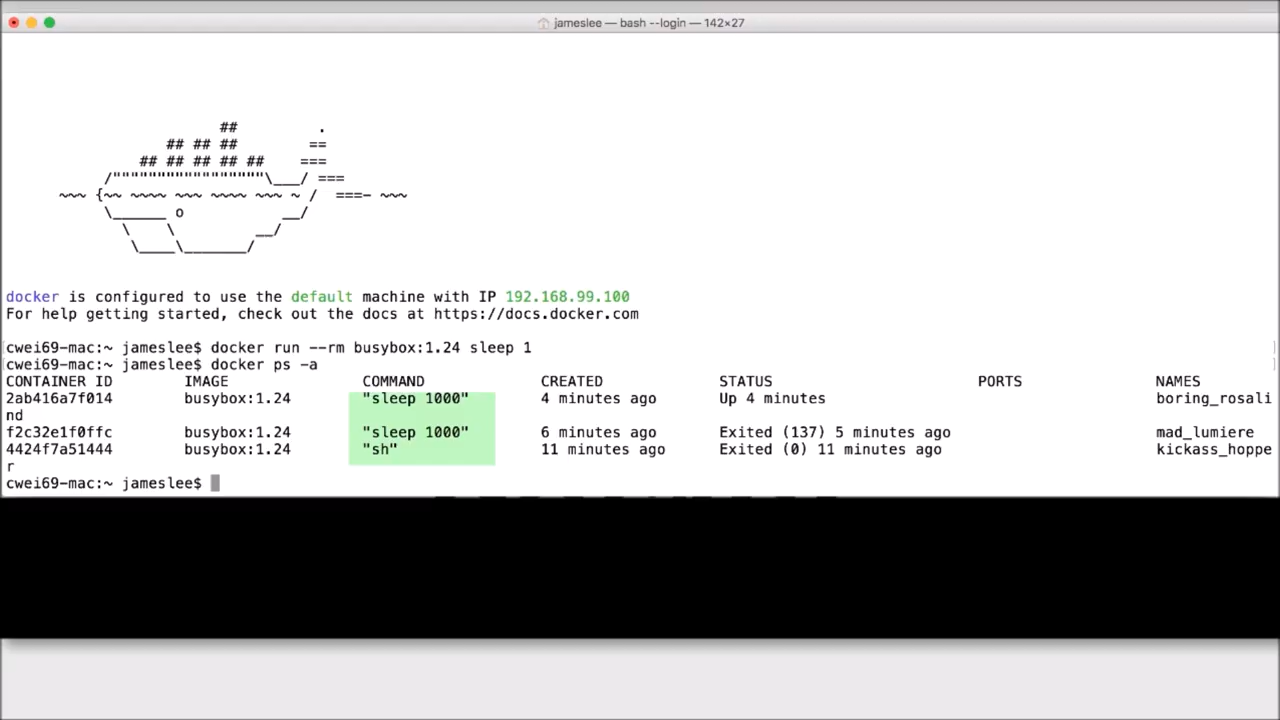 jameslee — bash --login — 142×27
                        ##          .
                  ## ## ##         ==
               ## ## ## ## ##     ===
           /"""""""""""""""""\___/ ===
      ~~~ {~~ ~~~~ ~~~ ~~~~ ~~~ ~ /  ===- ~~~
           \______ o           __/
             \    \         __/
              \____\_______/
docker is configured to use the default machine with IP 192.168.99.100
For help getting started, check out the docs at https://docs.docker.com
cwei69-mac:~ jameslee$ docker run --rm busybox:1.24 sleep 1
cwei69-mac:~ jameslee$ docker ps -a
CONTAINER ID        IMAGE               COMMAND             CREATED             STATUS                       PORTS               NAMES
2ab416a7f014        busybox:1.24        "sleep 1000"        4 minutes ago       Up 4 minutes                                     boring_rosali
nd
f2c32e1f0ffc        busybox:1.24        "sleep 1000"        6 minutes ago       Exited (137) 5 minutes ago                       mad_lumiere
4424f7a51444        busybox:1.24        "sh"                11 minutes ago      Exited (0) 11 minutes ago                        kickass_hoppe
r
cwei69-mac:~ jameslee$